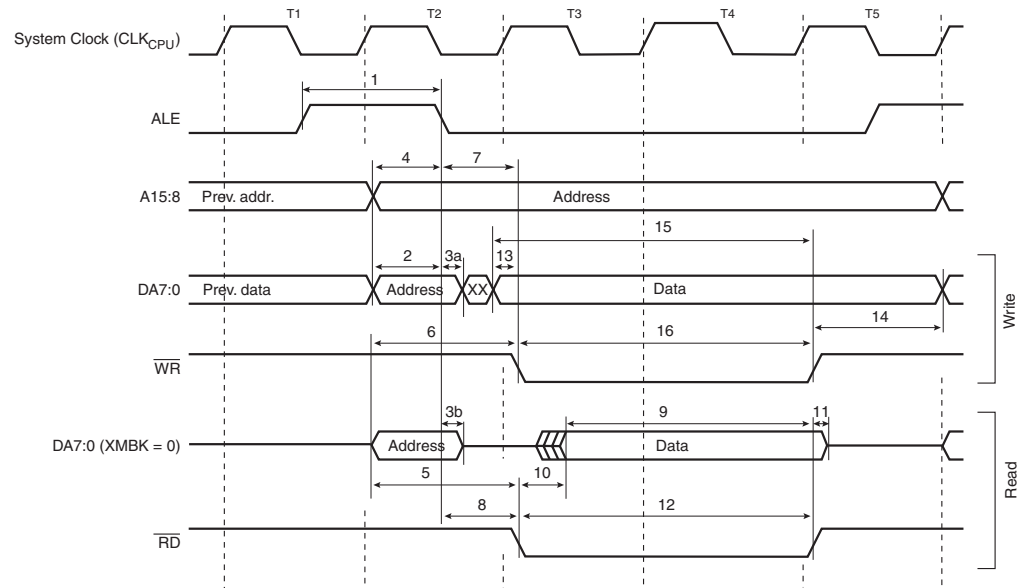 T1 T2 T3 T4 T5
System Clock (CLKCPU)
1
ALE
4 7
A15:8 Prev. addr. Address
15
2 3a 13
DA7:0 Prev. data Address XX Data
14
6 16
WR
Write
3b 9 11
DA7:0 (XMBK = 0) Address Data
5 10
8 12
RD
Read